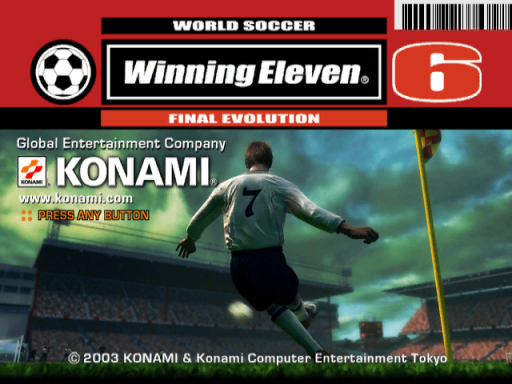 WORLD SOCCER
Winning Eleven® 6
FINAL EVOLUTION
Global Entertainment Company
KONAMI KONAMI®
www.konami.com
PRESS ANY BUTTON
7
© 2003 KONAMI & Konami Computer Entertainment Tokyo